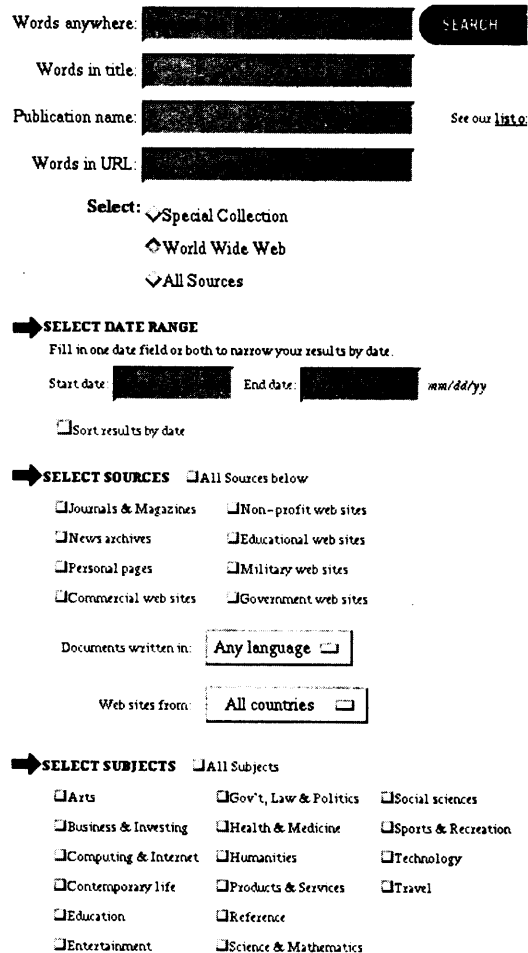 Words anywhere: SEARCH
Words in title:
Publication name: See our list o
Words in URL:
Select: Special Collection
World Wide Web
All Sources
SELECT DATE RANGE
Fill in one date field or both to narrow your results by date.
Start date: End date: mm/dd/yy
Sort results by date
SELECT SOURCES All Sources below
Journals & Magazines Non-profit web sites
News archives Educational web sites
Personal pages Military web sites
Commercial web sites Government web sites
Documents written in: Any language
Web sites from: All countries
SELECT SUBJECTS All Subjects
Arts Gov't, Law & Politics Social sciences
Business & Investing Health & Medicine Sports & Recreation
Computing & Internet Humanities Technology
Contemporary life Products & Services Travel
Education Reference
Entertainment Science & Mathematics